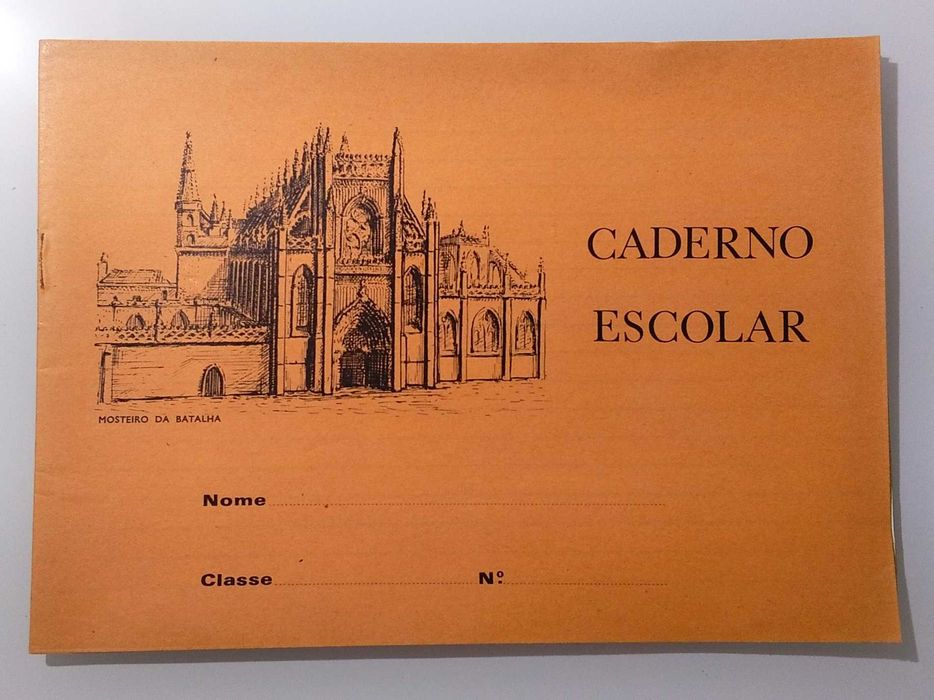 CADERNO
ESCOLAR
MOSTEIRO DA BATALHA
Nome
Classe Nº